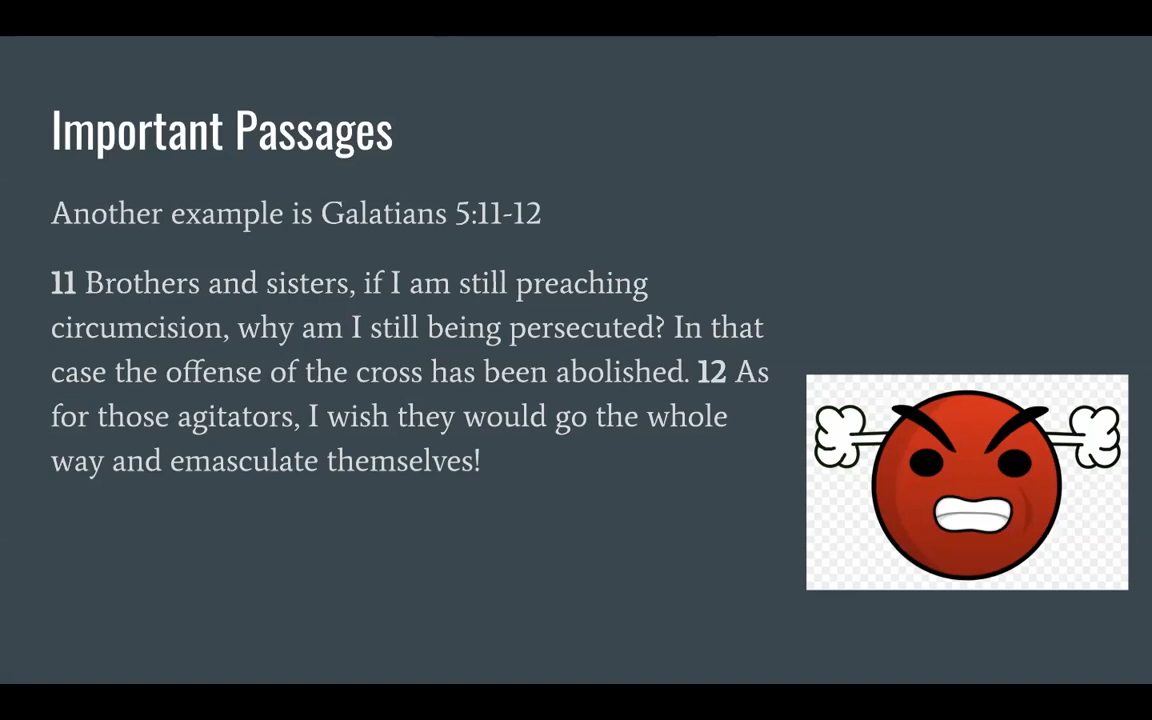 Important Passages
Another example is Galatians 5:11-12
11 Brothers and sisters, if I am still preaching
circumcision, why am I still being persecuted? In that
case the offense of the cross has been abolished. 12 As
for those agitators, I wish they would go the whole
way and emasculate themselves!